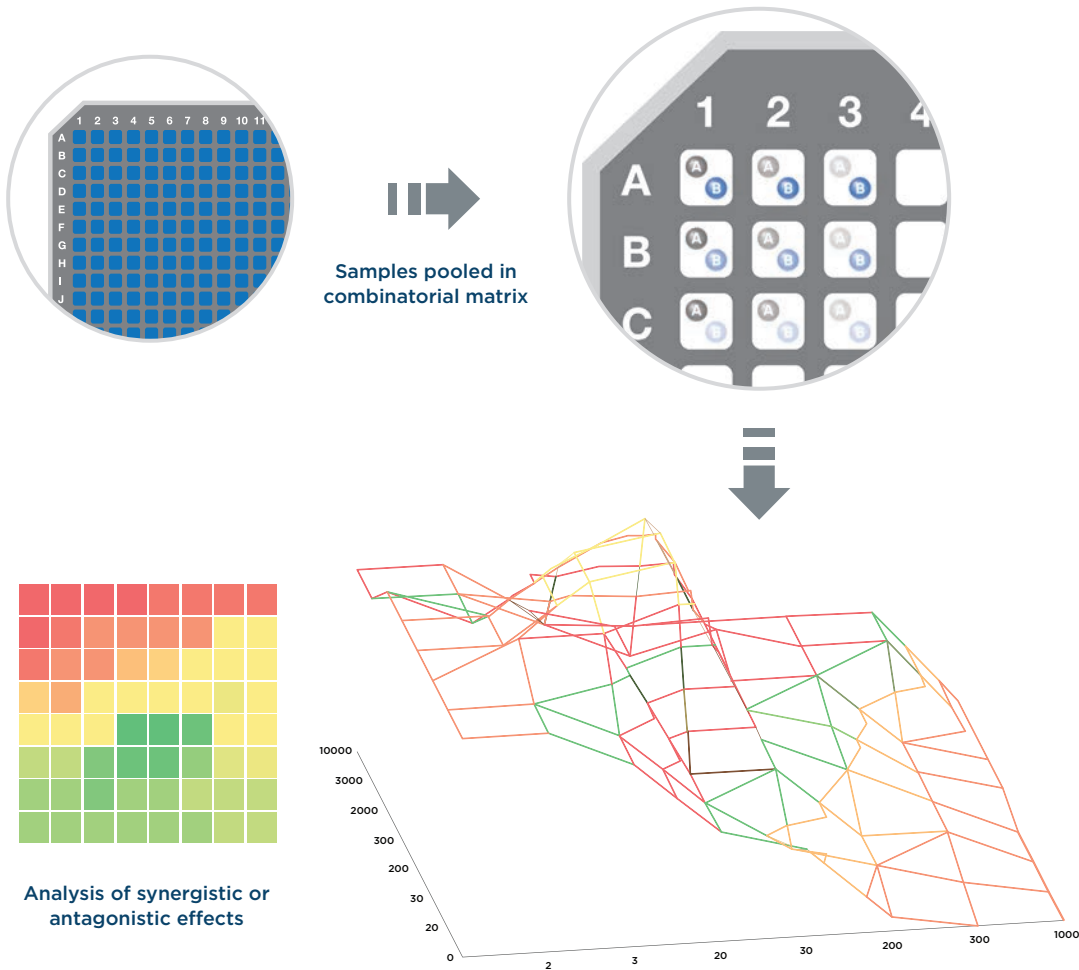 1 2 3 4 5 6 7 8 9 10 11
A
B
C
D
E
F
G
H
I
J
Samples pooled in
combinatorial matrix
1 2 3 4
A A B A B A B
B A B A B A B
C A B A B A B
10000
3000
2000
300
200
30
20
0
2 3 20 30 200 300 1000
Analysis of synergistic or
antagonistic effects